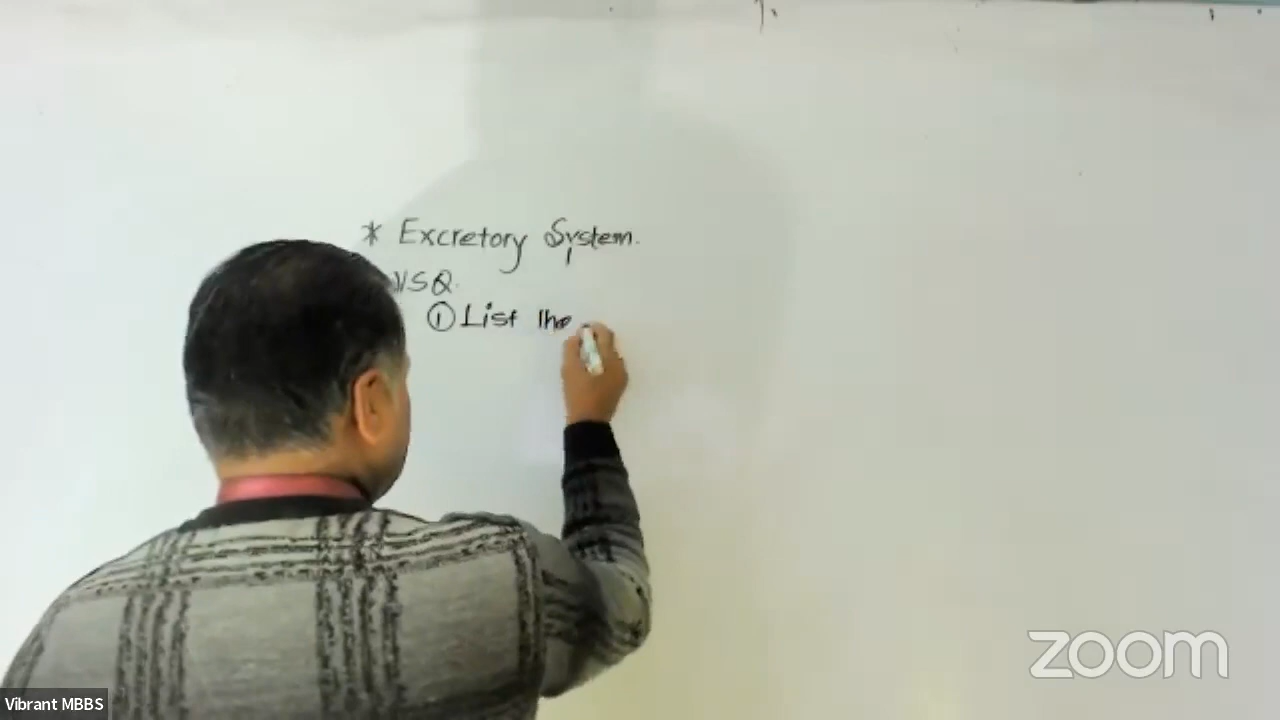 * Excretory System.
VSQ.
① List the
zoom
Vibrant MBBS